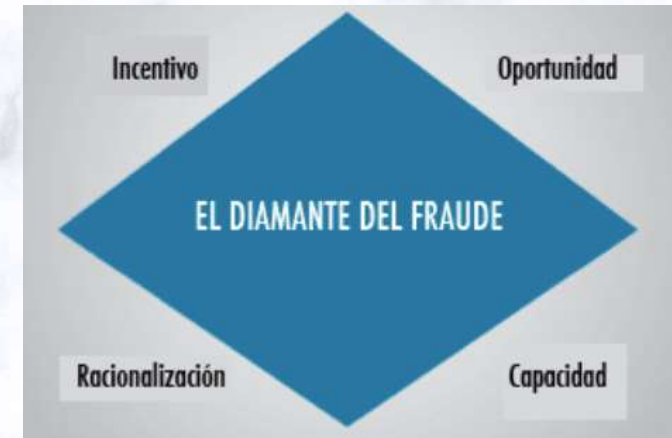 Incentivo
Oportunidad
EL DIAMANTE DEL FRAUDE
Racionalización
Capacidad